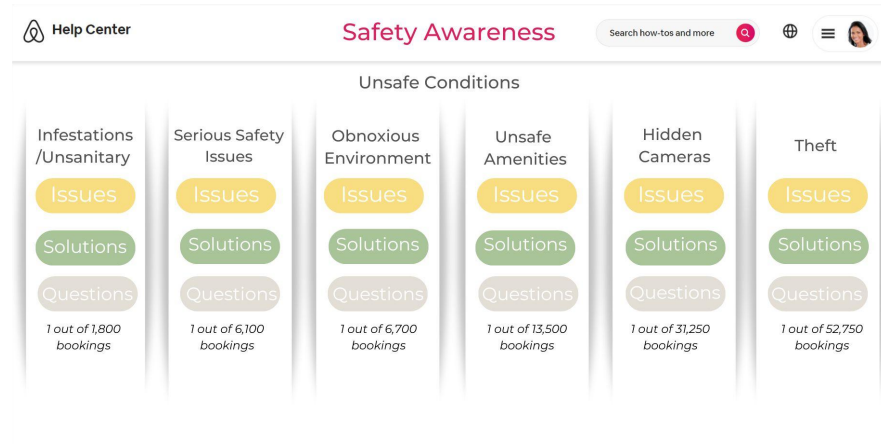 Help Center
Safety Awareness
Search how-tos and more
Unsafe Conditions
Infestations
/Unsanitary
Issues
Solutions
Questions
1 out of 1,800
bookings
Serious Safety
Issues
Issues
Solutions
Questions
1 out of 6,100
bookings
Obnoxious
Environment
Issues
Solutions
Questions
1 out of 6,700
bookings
Unsafe
Amenities
Issues
Solutions
Questions
1 out of 13,500
bookings
Hidden
Cameras
Issues
Solutions
Questions
1 out of 31,250
bookings
Theft
Issues
Solutions
Questions
1 out of 52,750
bookings